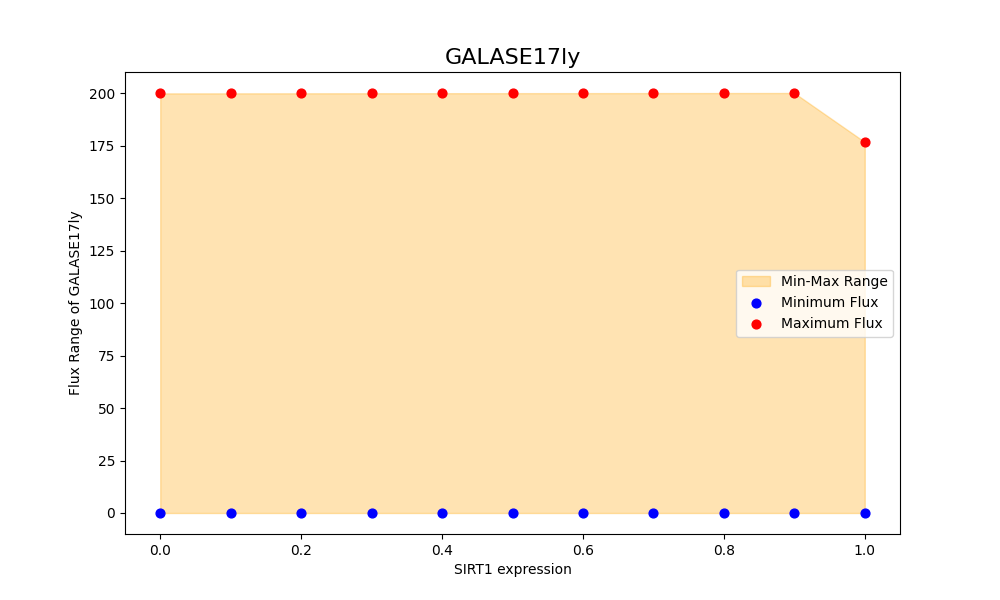 GALASE17ly
Flux Range of GALASE17ly
200
175
150
125
100
75
50
25
0
Min-Max Range
Minimum Flux
Maximum Flux
0.0
0.2
0.4
0.6
0.8
1.0
SIRT1 expression